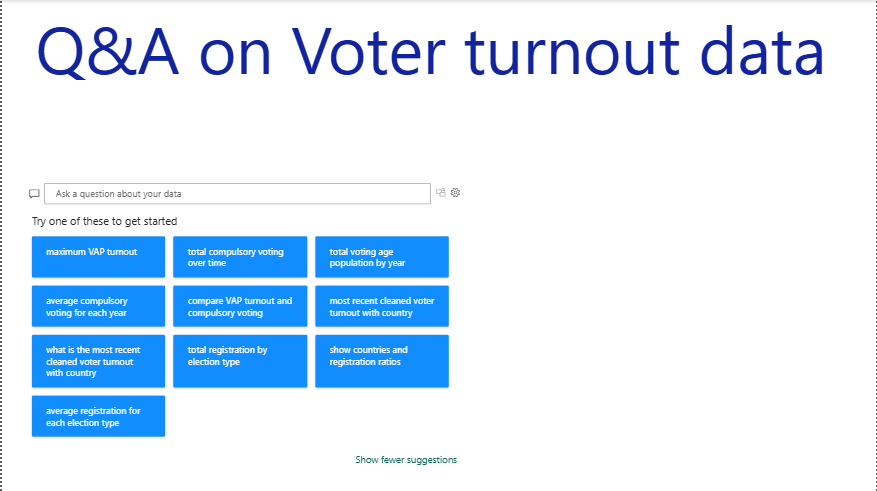 Q&A on Voter turnout data
Ask a question about your data
Try one of these to get started
maximum VAP turnout
total compulsory voting
over time
total voting age
population by year
average compulsory
voting for each year
compare VAP turnout and
compulsory voting
most recent cleaned voter
turnout with country
what is the most recent
cleaned voter turnout
with country
total registration by
election type
show countries and
registration ratios
average registration for
each election type
Show fewer suggestions